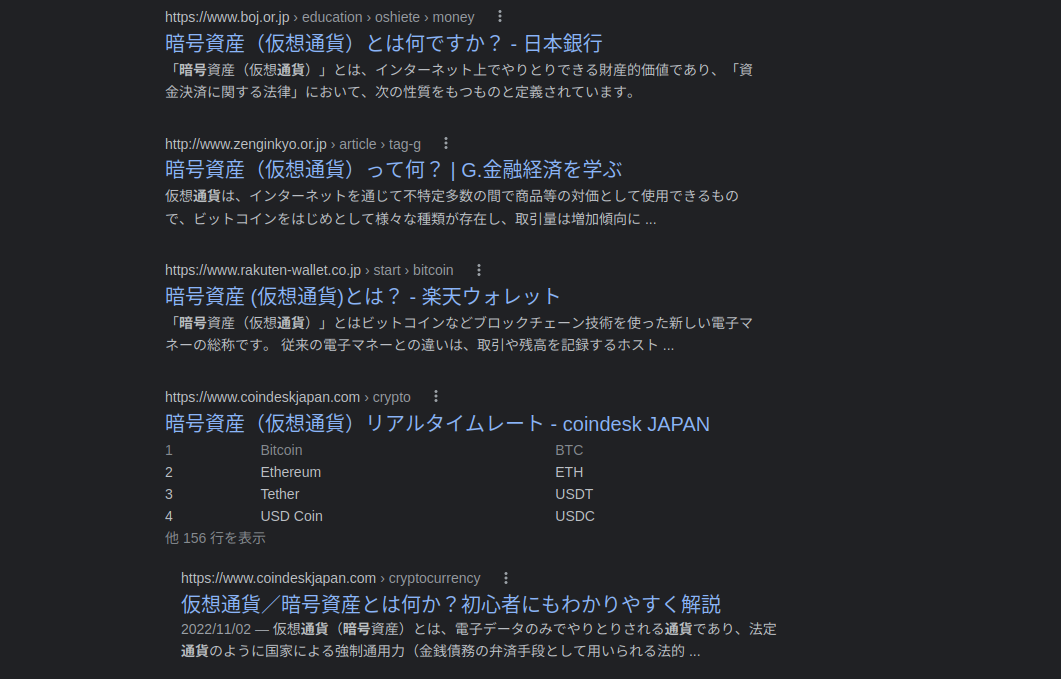 https://www.boj.or.jp › education › oshiete › money
暗号資産（仮想通貨）とは何ですか？ - 日本銀行
「暗号資産（仮想通貨）」とは、インターネット上でやりとりできる財産的価値であり、「資
金決済に関する法律」において、次の性質をもつものと定義されています。
http://www.zenginkyo.or.jp › article › tag-g
暗号資産（仮想通貨）って何？ | G.金融経済を学ぶ
仮想通貨は、インターネットを通じて不特定多数の間で商品等の対価として使用できるもの
で、ビットコインをはじめとして様々な種類が存在し、取引量は増加傾向に ...
https://www.rakuten-wallet.co.jp › start › bitcoin
暗号資産 (仮想通貨)とは？ - 楽天ウォレット
「暗号資産（仮想通貨）」とはビットコインなどブロックチェーン技術を使った新しい電子マ
ネーの総称です。 従来の電子マネーとの違いは、取引や残高を記録するホスト ...
https://www.coindeskjapan.com › crypto
暗号資産（仮想通貨）リアルタイムレート - coindesk JAPAN
1 Bitcoin BTC
2 Ethereum ETH
3 Tether USDT
4 USD Coin USDC
他 156 行を表示
https://www.coindeskjapan.com › cryptocurrency
仮想通貨／暗号資産とは何か？初心者にもわかりやすく解説
2022/11/02 — 仮想通貨（暗号資産）とは、電子データのみでやりとりされる通貨であり、法定
通貨のように国家による強制通用力（金銭債務の弁済手段として用いられる法的 ...